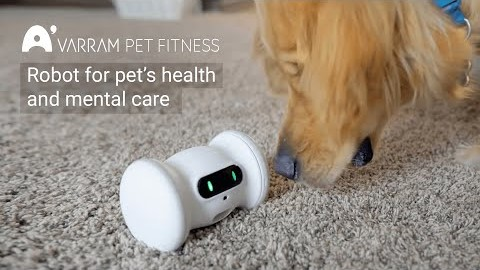 VARRAM PET FITNESS
Robot for pet's health
and mental care